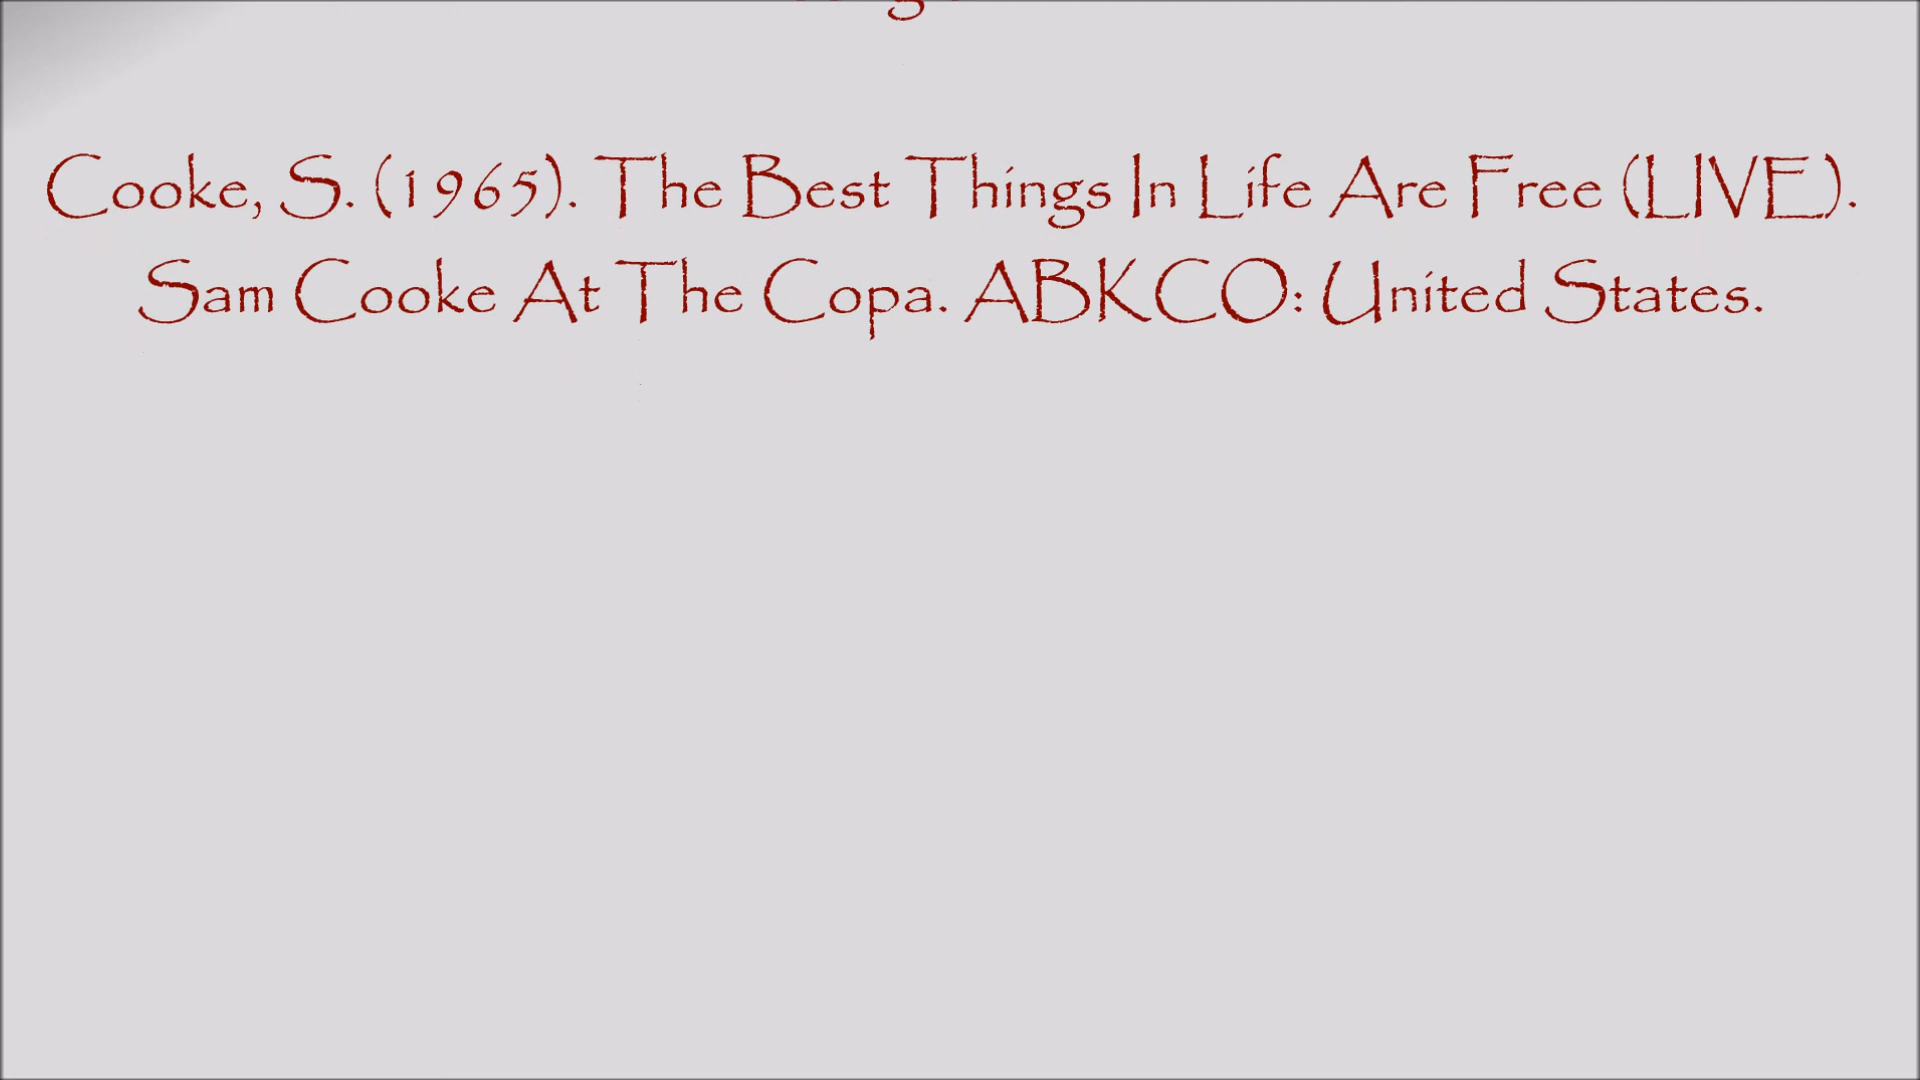 Cooke, S. (1965). The Best Things In Life Are Free (LIVE).
Sam Cooke At The Copa. ABKCO: United States.